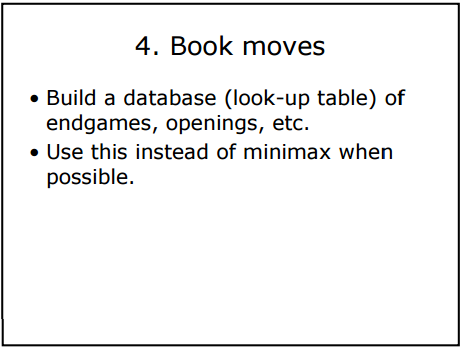 4. Book moves
• Build a database (look-up table) of
endgames, openings, etc.
• Use this instead of minimax when
possible.